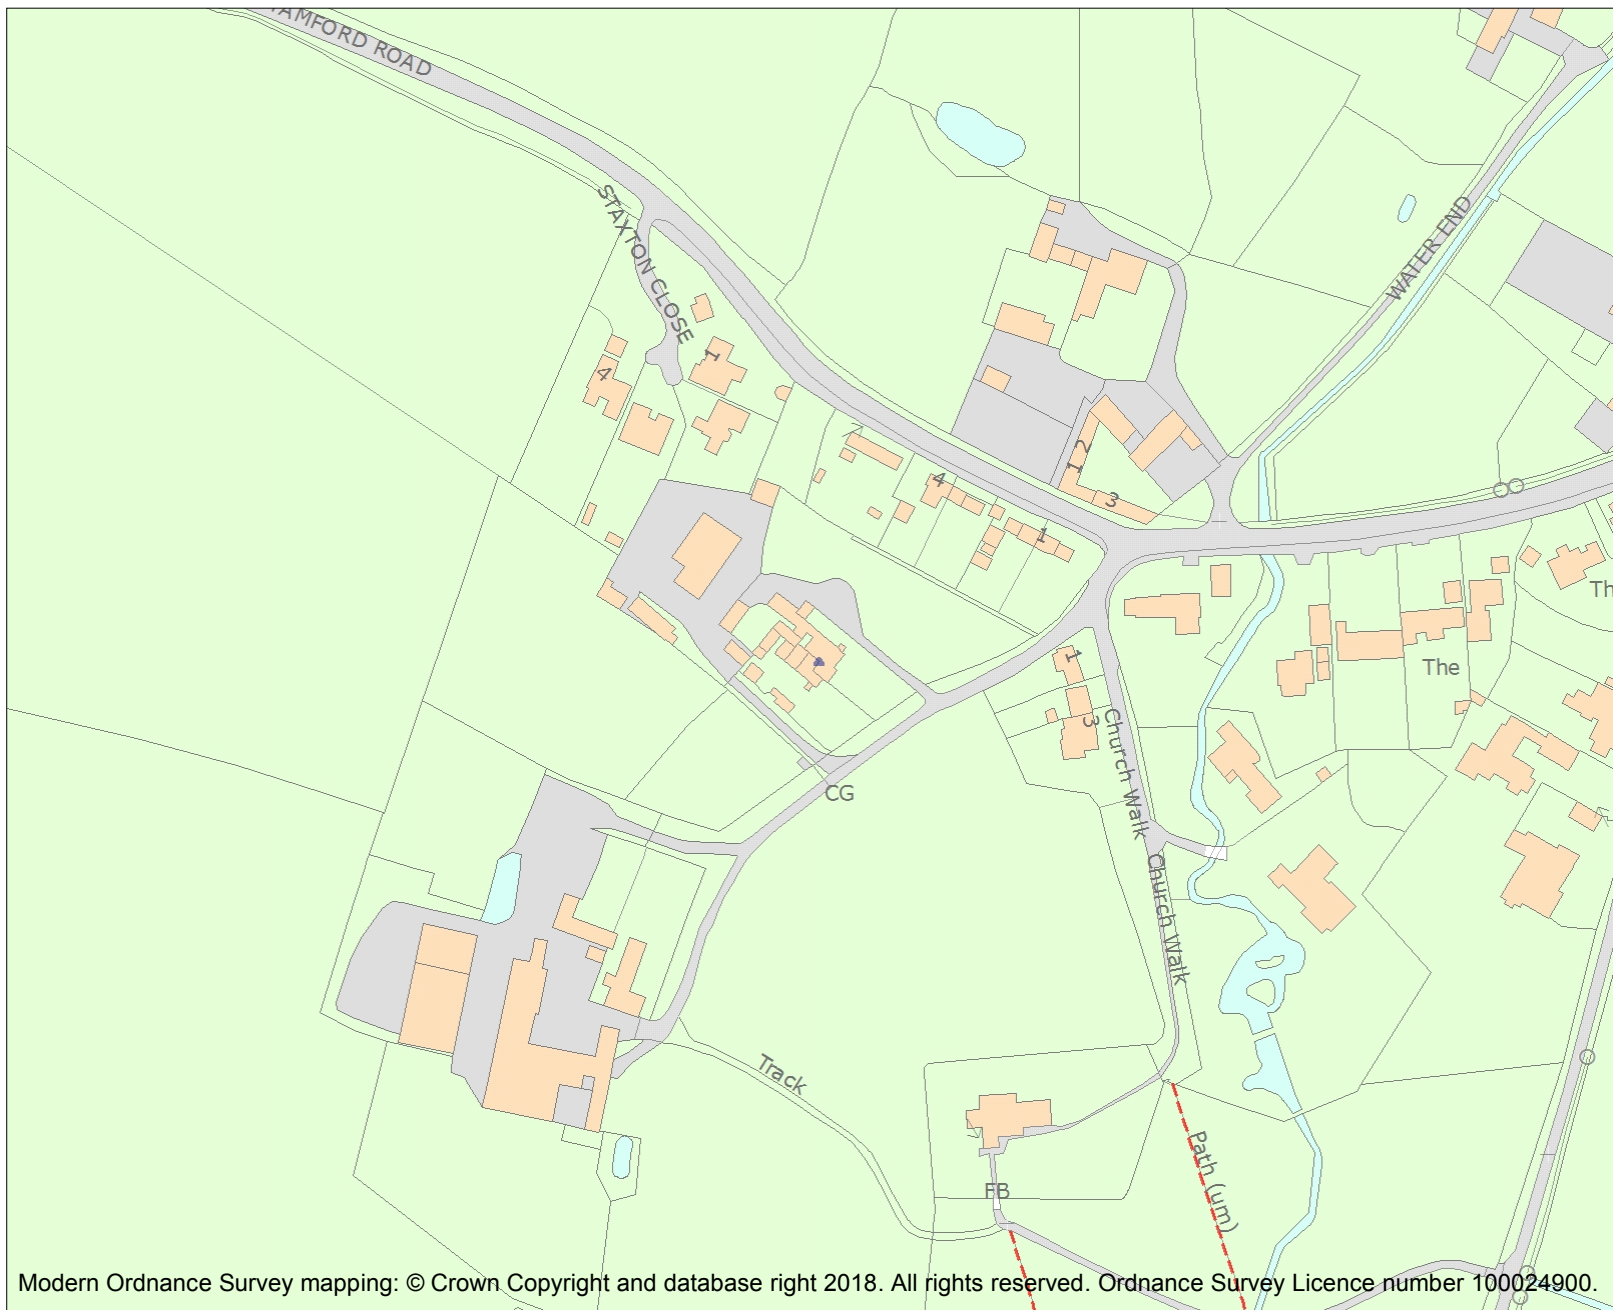 TAMFORD ROAD
STAXTON CLOSE
WATER END
1
4
7
4
1
1 2
3
Th
The
1
3
Church Walk
CG
Church Walk
Track
Path (um)
FB
Modern Ordnance Survey mapping: © Crown Copyright and database right 2018. All rights reserved. Ordnance Survey Licence number 100024900.